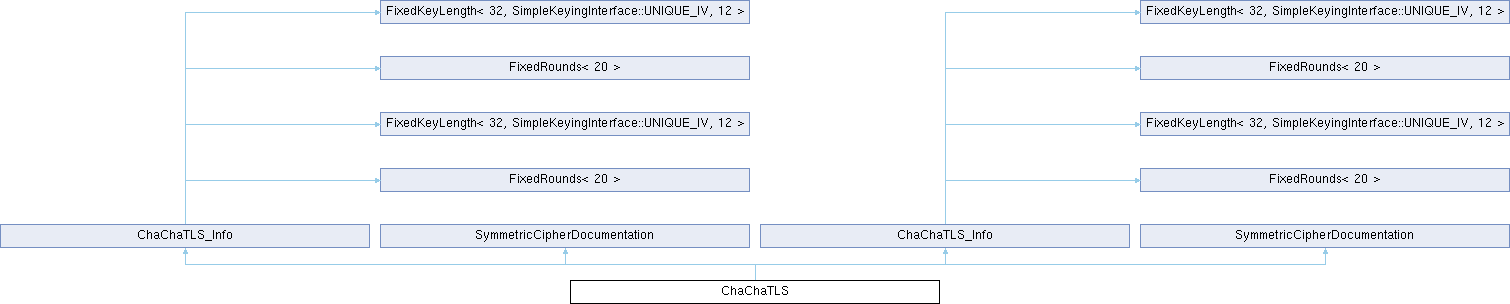 FixedKeyLength< 32, SimpleKeyingInterface::UNIQUE_IV, 12 >
FixedKeyLength< 32, SimpleKeyingInterface::UNIQUE_IV, 12 >
FixedRounds< 20 >
FixedRounds< 20 >
FixedKeyLength< 32, SimpleKeyingInterface::UNIQUE_IV, 12 >
FixedKeyLength< 32, SimpleKeyingInterface::UNIQUE_IV, 12 >
FixedRounds< 20 >
FixedRounds< 20 >
ChaChaTLS_Info
SymmetricCipherDocumentation
ChaChaTLS_Info
SymmetricCipherDocumentation
ChaChaTLS